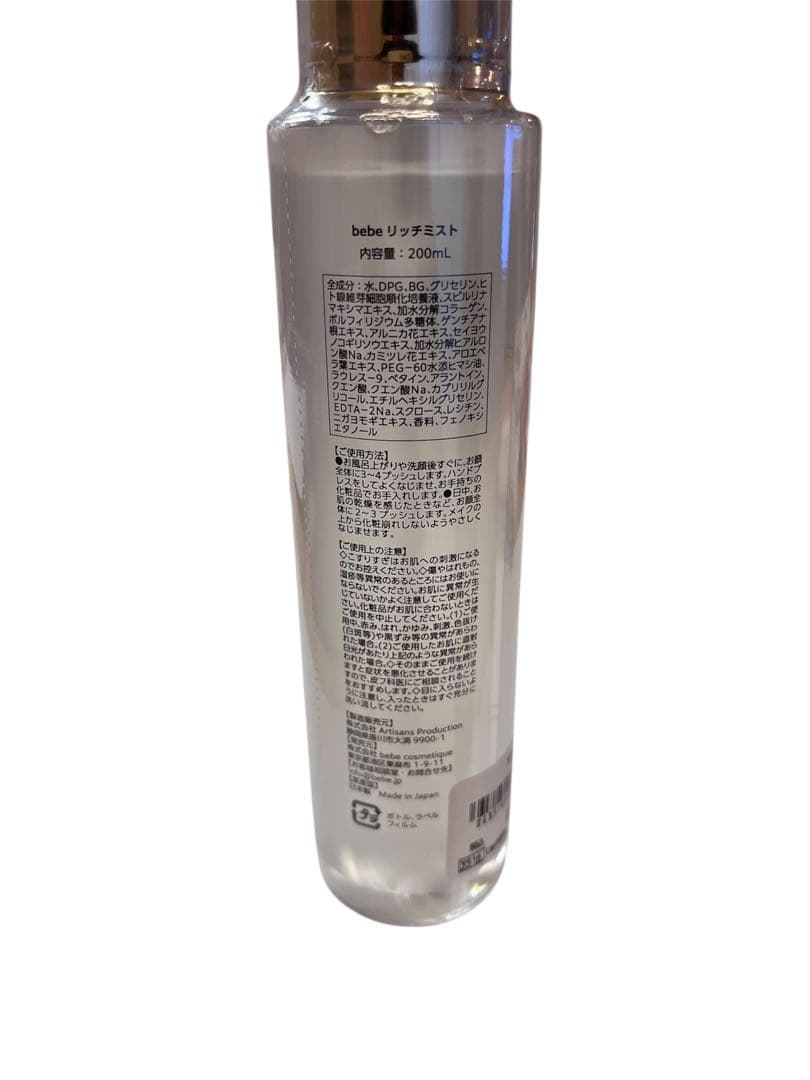 bebe リッチミスト
内容量：200mL
全成分：水、DPG、BG、グリセリン、ヒ
ト線維芽細胞順化培養液、スピルリナ
マキシマエキス、加水分解コラーゲン、
ポルフィリジウム多糖体、ゲンチアナ
根エキス、アルニカ花エキス、セイヨウ
ノコギリソウエキス、加水分解ヒアルロ
ン酸Na、カミツレ花エキス、アロエベ
ラ葉エキス、PEG-60水添ヒマシ油、
ラウレス-9、ベタイン、アラントイン、
クエン酸、クエン酸Na、カプリリルグ
リコール、エチルヘキシルグリセリン、
EDTA-2Na、スクロース、レシチン、
ニガヨモギエキス、香料、フェノキシ
エタノール
【ご使用方法】
●お風呂上がりや洗顔後すぐに、お顔
全体に3〜4プッシュします。ハンドプ
レスをしてよくなじませ、お手持ちの
化粧品でお手入れします。●日中、お
肌の乾燥を感じたときなど、お顔全
体に2〜3プッシュします。メイクの
上から化粧崩れしないようやさしく
なじませます。
【ご使用上の注意】
◇こすりすぎはお肌への刺激になる
のでお控えください。◇傷やはれもの、
湿疹等異常のあるところにはお使いに
ならないでください。お肌に異常が生
じていないかよく注意してご使用くだ
さい。化粧品がお肌に合わないときは
ご使用を中止してください。(1)ご使
用中、赤み、はれ、かゆみ、刺激、色抜け
(白斑等)や黒ずみ等の異常があらわ
れた場合。(2)ご使用したお肌に直射
日光があたり上記のような異常があら
われた場合。◇そのままご使用を続け
ますと症状を悪化させることがありま
すので、皮フ科医にご相談されること
をおすすめします。◇目に入らないよ
うに注意し、入ったときはすぐ充分に
洗い流してください。
【製造販売元】
株式会社 Artisans Production
静岡県掛川市大渕 9900-1
【発売元】
株式会社 bebe cosmetique
東京都港区東麻布 1-9-11
【お客様相談室・お問合せ先】
info@bebe.jp
【原産国】
日本製 Made in Japan
プラ
ボトル、ラベル
フィルム